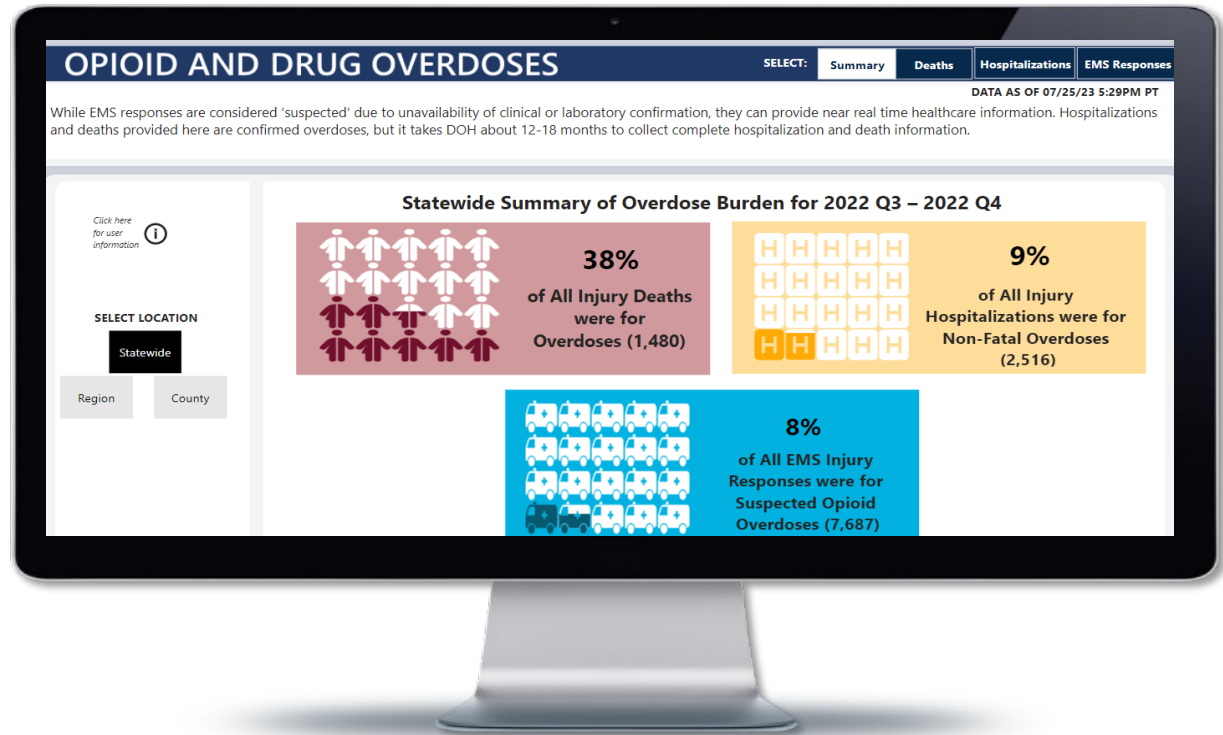 OPIOID AND DRUG OVERDOSES
SELECT:
Summary
Deaths
Hospitalizations
EMS Responses
DATA AS OF 07/25/23 5:29PM PT
While EMS responses are considered 'suspected' due to unavailability of clinical or laboratory confirmation, they can provide near real time healthcare information. Hospitalizations
and deaths provided here are confirmed overdoses, but it takes DOH about 12-18 months to collect complete hospitalization and death information.
Click here
for user
information
i
SELECT LOCATION
Statewide
Region
County
Statewide Summary of Overdose Burden for 2022 Q3 – 2022 Q4
38%
of All Injury Deaths
were for
Overdoses (1,480)
H H H H H
H H H H H
H H H H H
H H H H H
9%
of All Injury
Hospitalizations were for
Non-Fatal Overdoses
(2,516)
8%
of All EMS Injury
Responses were for
Suspected Opioid
Overdoses (7,687)